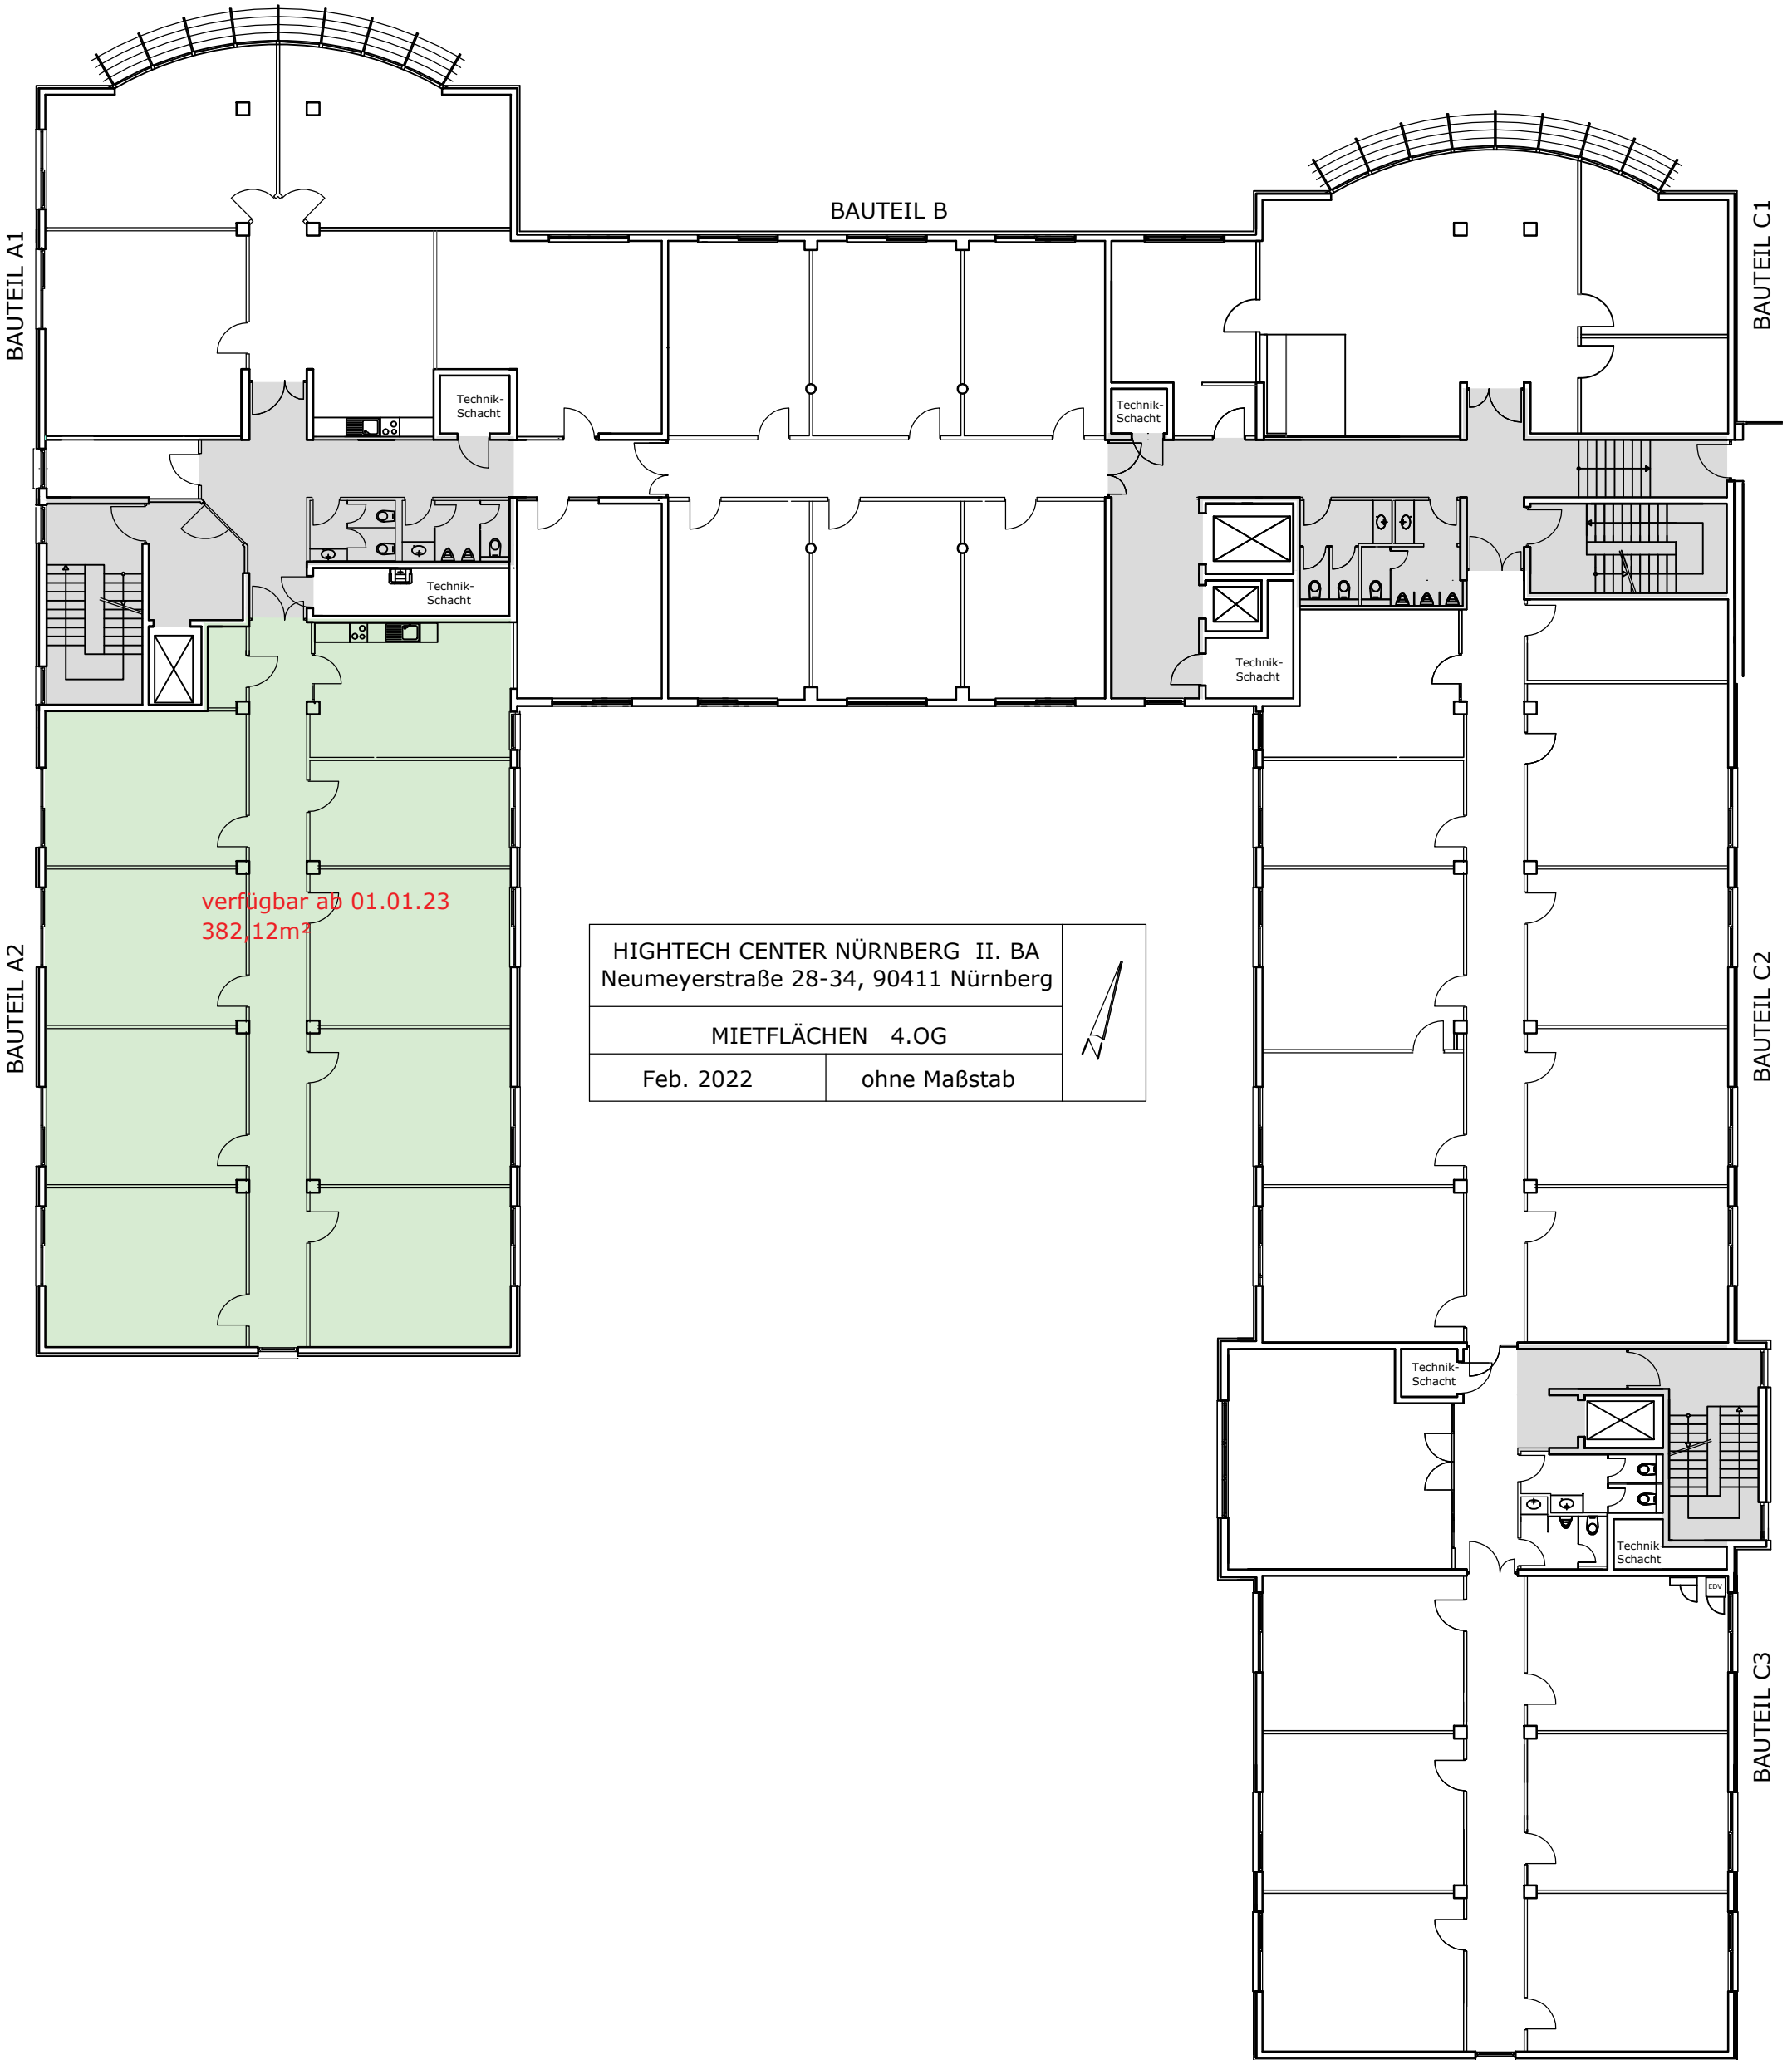 BAUTEIL B
BAUTEIL A1
BAUTEIL C1
Technik-
Schacht
Technik-
Schacht
Technik-
Schacht
Technik-
Schacht
verfügbar ab 01.01.23
382,12m²
BAUTEIL A2
HIGHTECH CENTER NÜRNBERG II. BA
Neumeyerstraße 28-34, 90411 Nürnberg
MIETFLÄCHEN 4.OG
Feb. 2022
ohne Maßstab
N
BAUTEIL C2
Technik-
Schacht
Technik-
Schacht
EDV
BAUTEIL C3